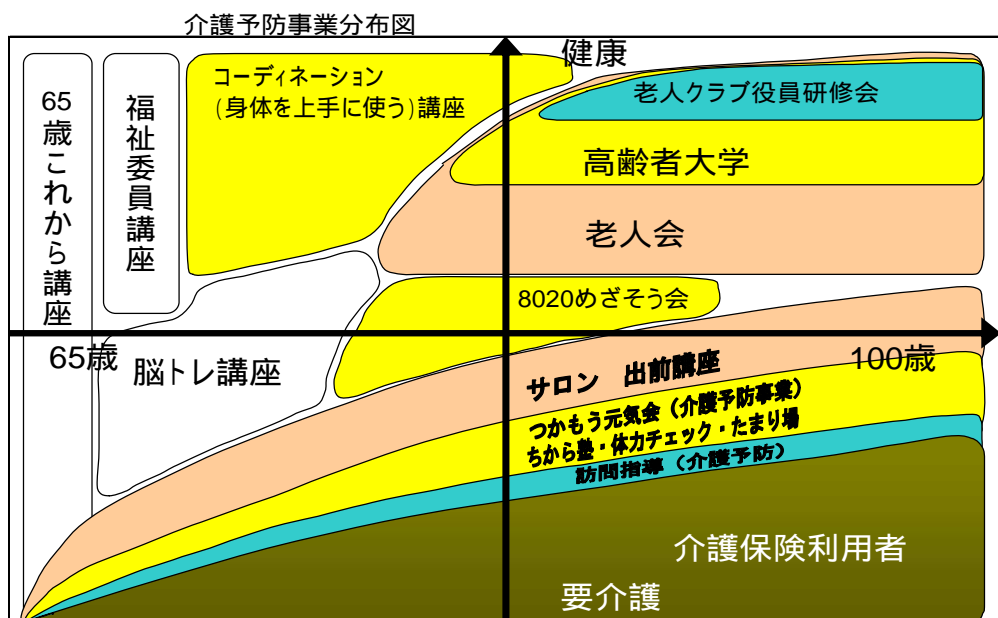 介護予防事業分布図
健康
65歳これから講座
福祉委員講座
コーディネーション
(身体を上手に使う)講座
老人クラブ役員研修会
高齢者大学
老人会
8020めざそう会
65歳
100歳
脳トレ講座
サロン 出前講座
つかもう元気会(介護予防事業)
ちから塾・体力チェック・たまり場
訪問指導(介護予防)
介護保険利用者
要介護